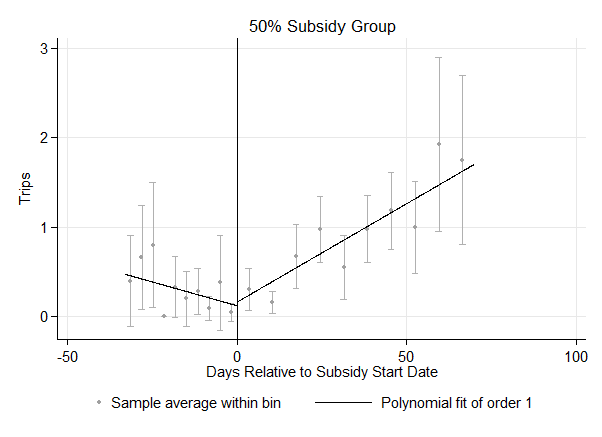 50% Subsidy Group
3
2
1
0
Trips
-50
0
50
100
Days Relative to Subsidy Start Date
Sample average within bin
Polynomial fit of order 1